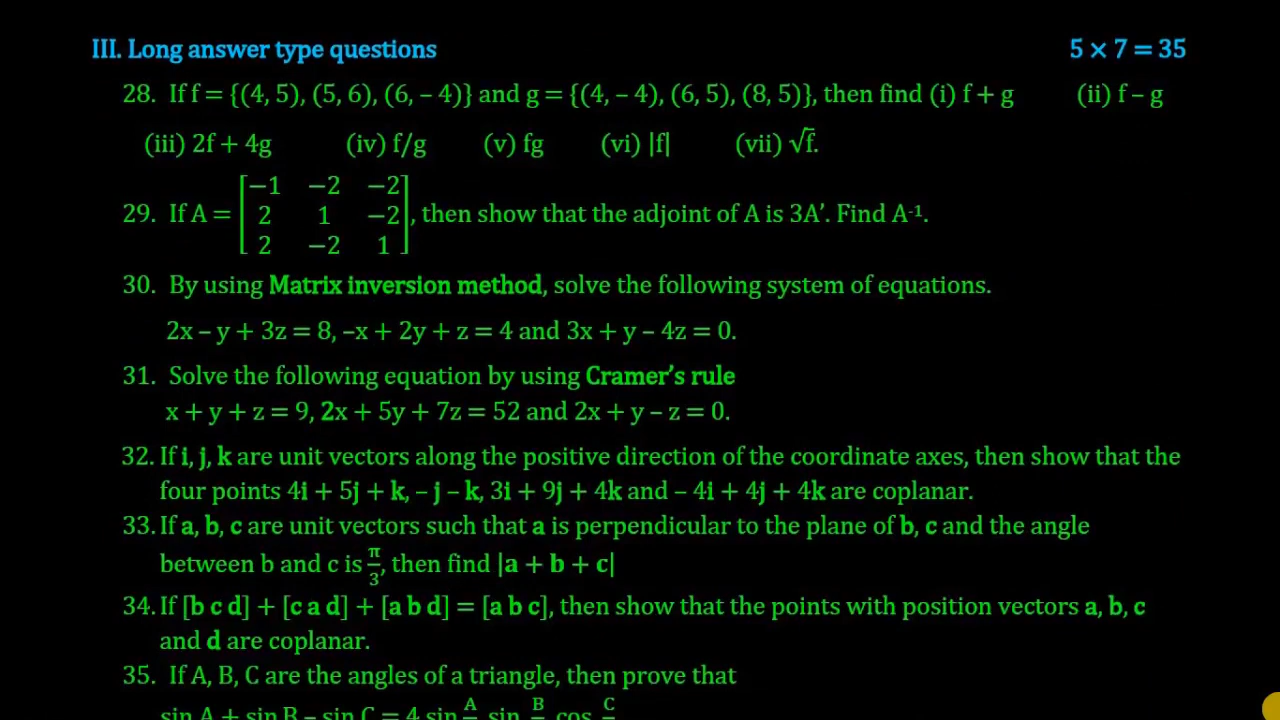 III. Long answer type questions 5 × 7 = 35
28. If f = {(4, 5), (5, 6), (6, – 4)} and g = {(4, – 4), (6, 5), (8, 5)}, then find (i) f + g (ii) f – g
(iii) 2f + 4g (iv) f/g (v) fg (vi) |f| (vii) √f.
29. If A = [−1 −2 −2
2 1 −2
2 −2 1], then show that the adjoint of A is 3A′. Find A⁻¹.
30. By using Matrix inversion method, solve the following system of equations.
2x – y + 3z = 8, –x + 2y + z = 4 and 3x + y – 4z = 0.
31. Solve the following equation by using Cramer's rule
x + y + z = 9, 2x + 5y + 7z = 52 and 2x + y – z = 0.
32. If i, j, k are unit vectors along the positive direction of the coordinate axes, then show that the
four points 4i + 5j + k, – j – k, 3i + 9j + 4k and – 4i + 4j + 4k are coplanar.
33. If a, b, c are unit vectors such that a is perpendicular to the plane of b, c and the angle
between b and c is π/3, then find |a + b + c|
34. If [b c d] + [c a d] + [a b d] = [a b c], then show that the points with position vectors a, b, c
and d are coplanar.
35. If A, B, C are the angles of a triangle, then prove that
sin A + sin B – sin C = 4 sin A sin B cos C